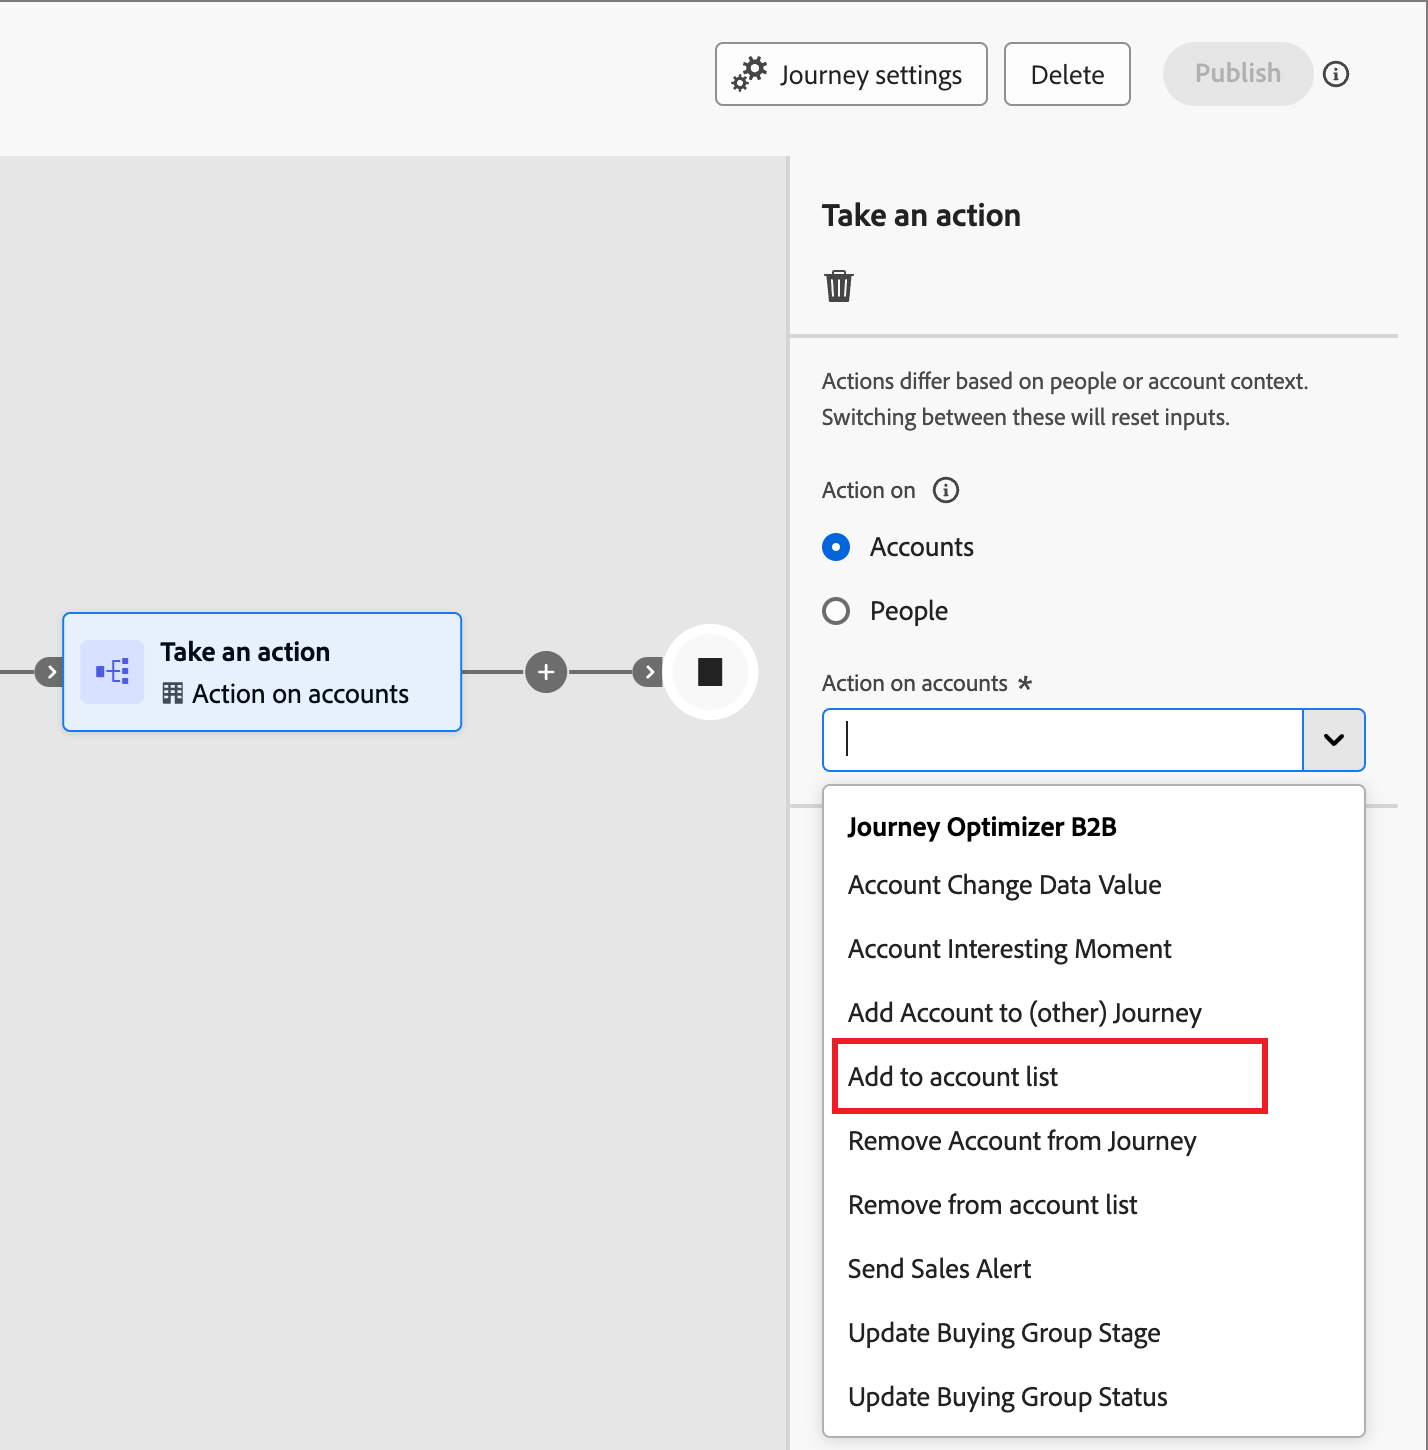 Journey settings
Delete
Publish
Take an action
Actions differ based on people or account context.
Switching between these will reset inputs.
Action on
Accounts
People
Take an action
Action on accounts
Action on accounts *
Journey Optimizer B2B
Account Change Data Value
Account Interesting Moment
Add Account to (other) Journey
Add to account list
Remove Account from Journey
Remove from account list
Send Sales Alert
Update Buying Group Stage
Update Buying Group Status